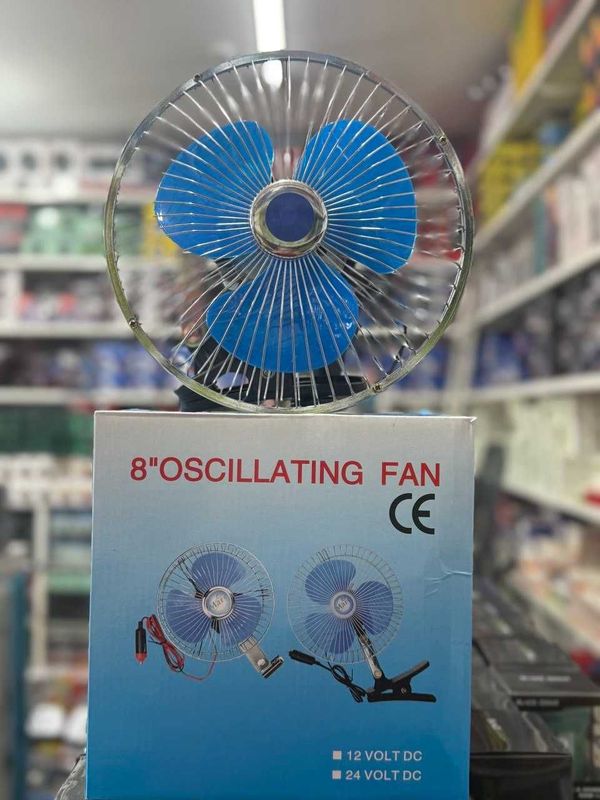 8"OSCILLATING FAN
CE
12 VOLT DC
24 VOLT DC